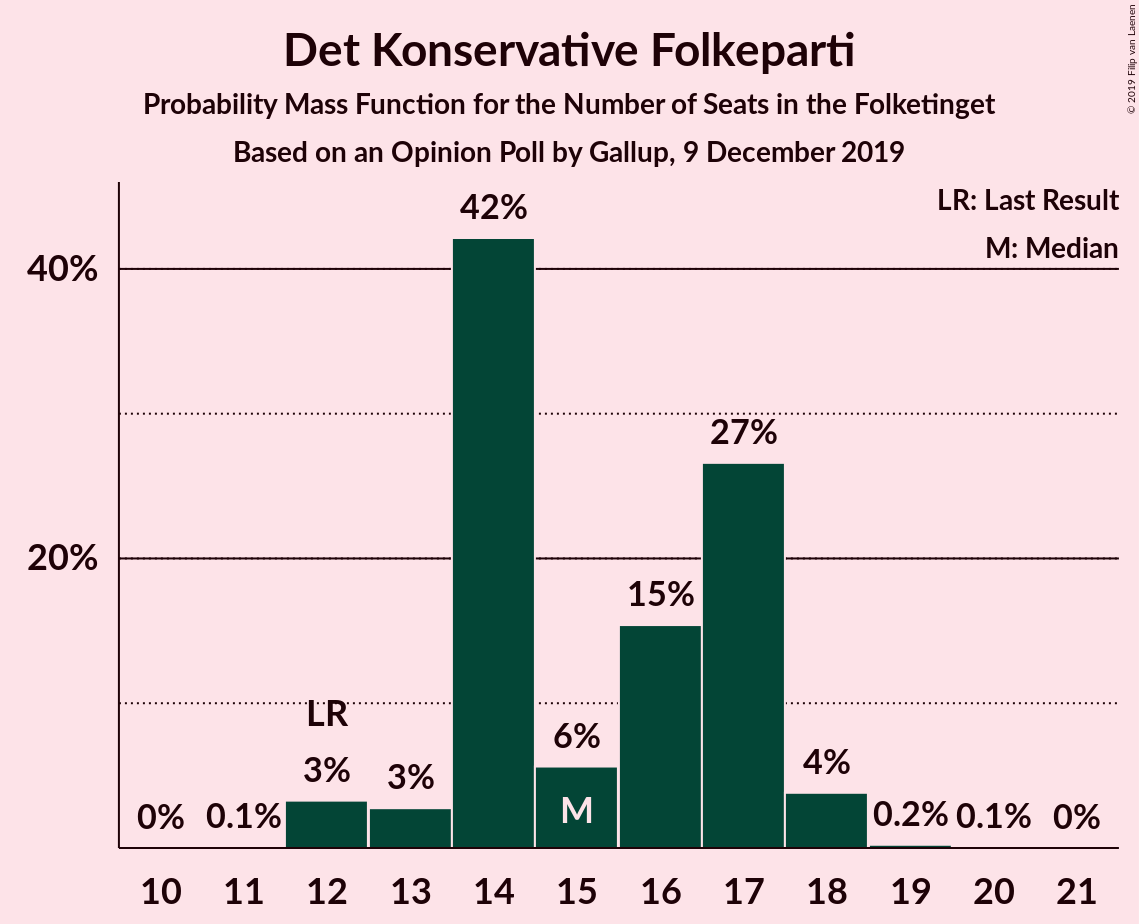 Det Konservative Folkeparti
Probability Mass Function for the Number of Seats in the Folketinget
Based on an Opinion Poll by Gallup, 9 December 2019
© 2019 Filip van Laenen
LR: Last Result
M: Median
40%
20%
0%
0.1%
LR
3%
3%
42%
6%
M
15%
27%
4%
0.2%
0.1%
0%
10 11 12 13 14 15 16 17 18 19 20 21